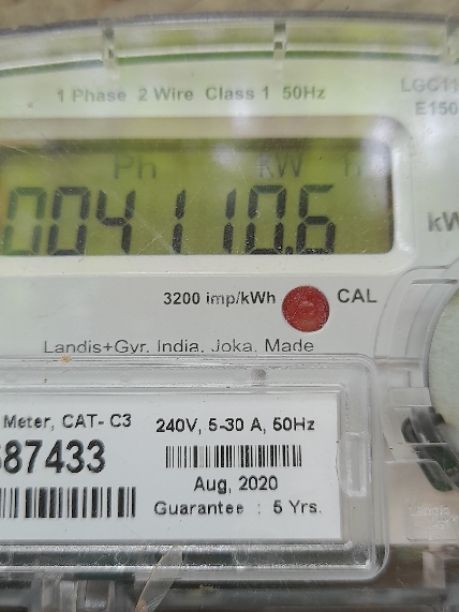 1 Phase 2 Wire Class 1 50Hz
Ph kW h
004110.6
3200 imp/kWh CAL
Landis+Gyr, India, Joka, Made
Meter, CAT- C3
87433
240V, 5-30 A, 50Hz
Aug, 2020
Guarantee : 5 Yrs.